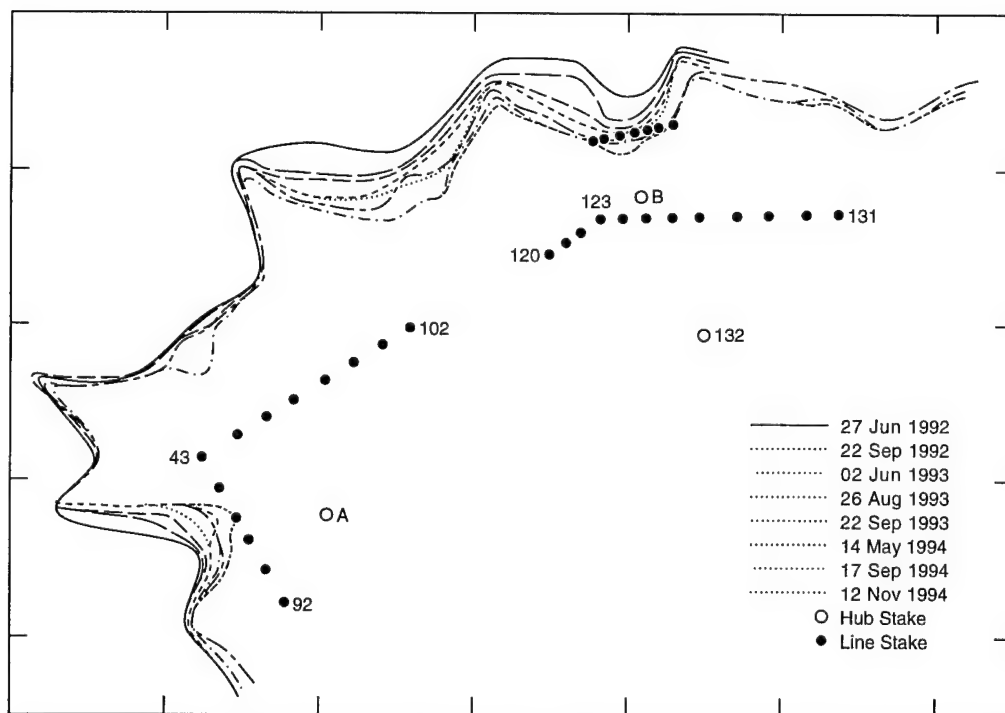 B
123
131
120
102
132
43
A
92
27 Jun 1992
22 Sep 1992
02 Jun 1993
26 Aug 1993
22 Sep 1993
14 May 1994
17 Sep 1994
12 Nov 1994
Hub Stake
Line Stake